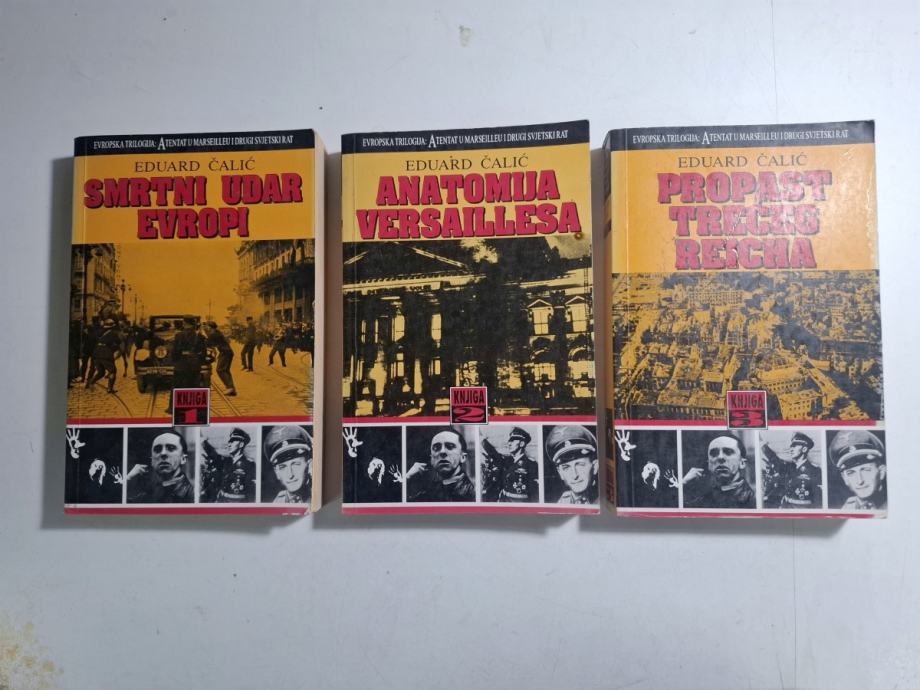 EVROPSKA TRILOGIJA: ATENTAT U MARSEILLEU I DRUGI SVJETSKI RAT
EDUARD ČALIĆ
SMRTNI UDAR
EVROPI
KNJIGA
1
EVROPSKA TRILOGIJA: ATENTAT U MARSEILLEU I DRUGI SVJETSKI RAT
EDUARD ČALIĆ
ANATOMIJA
VERSAILLESA
KNJIGA
2
EVROPSKA TRILOGIJA: ATENTAT U MARSEILLEU I DRUGI SVJETSKI RAT
EDUARD ČALIĆ
PROPAST
TREĆEG
REICHA
KNJIGA
3